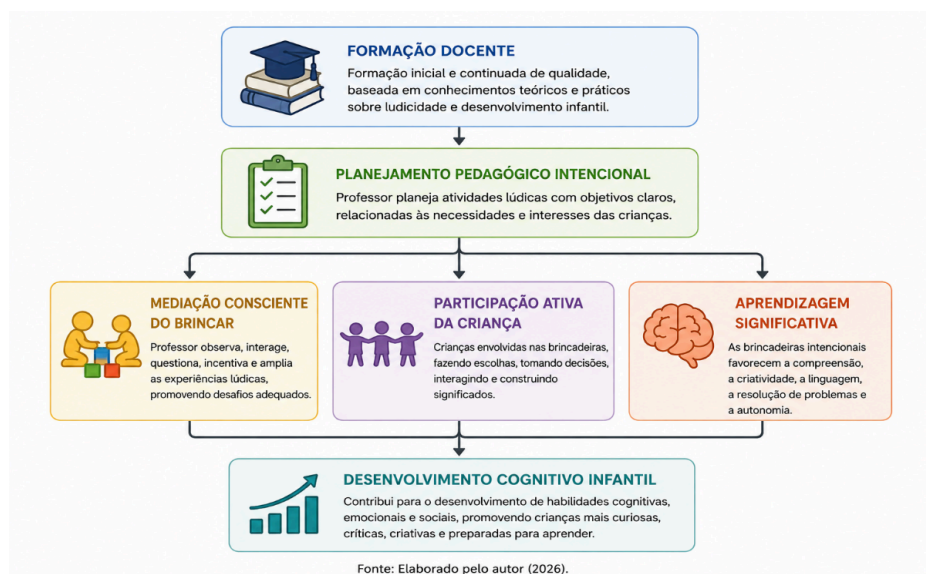 FORMAÇÃO DOCENTE
Formação inicial e continuada de qualidade,
baseada em conhecimentos teóricos e práticos
sobre ludicidade e desenvolvimento infantil.
PLANEJAMENTO PEDAGÓGICO INTENCIONAL
Professor planeja atividades lúdicas com objetivos claros,
relacionadas às necessidades e interesses das crianças.
MEDIAÇÃO CONSCIENTE
DO BRINCAR
Professor observa, interage,
questiona, incentiva e amplia
as experiências lúdicas,
promovendo desafios adequados.
PARTICIPAÇÃO ATIVA
DA CRIANÇA
Crianças envolvidas nas brincadeiras,
fazendo escolhas, tomando decisões,
interagindo e construindo
significados.
APRENDIZAGEM
SIGNIFICATIVA
As brincadeiras intencionais
favorecem a compreensão,
a criatividade, a linguagem,
a resolução de problemas e
a autonomia.
DESENVOLVIMENTO COGNITIVO INFANTIL
Contribui para o desenvolvimento de habilidades cognitivas,
emocionais e sociais, promovendo crianças mais curiosas,
críticas, criativas e preparadas para aprender.
Fonte: Elaborado pelo autor (2026).